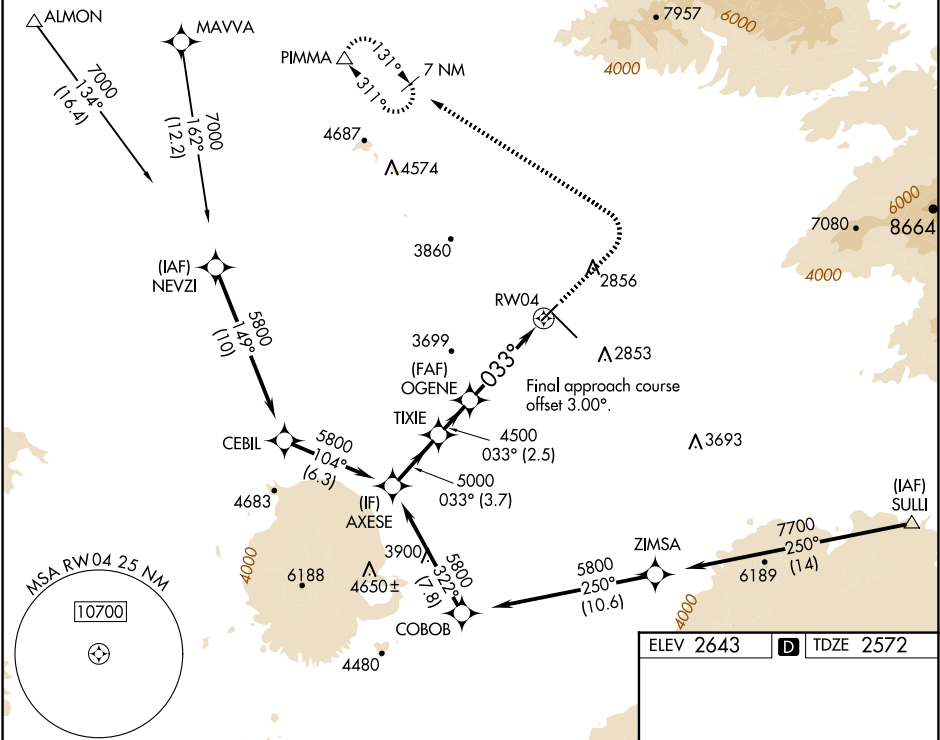 ALMON
MAVVA
7000
134°
(16.4)
7000
162°
(12.2)
PIMMA
131°
311°
7 NM
7957
6000
4000
4687
4574
3860
7080
6000
8664
4000
(IAF)
NEVZI
2856
RW04
5800
149°
(10)
3699
2853
(FAF)
OGENE
033°
Final approach course
offset 3.00°.
TIXIE
CEBIL
5800
104°
(6.3)
4500
033° (2.5)
3693
5000
033° (3.7)
4683
(IF)
AXESE
(IAF)
SULLI
7700
250°
(14)
ZIMSA
4000
6188
4650±
3900
5800
322°
(7.8)
5800
250°
(10.6)
6189
4000
COBOB
4480
MSA RW04 25 NM
10700
ELEV 2643
D
TDZE 2572